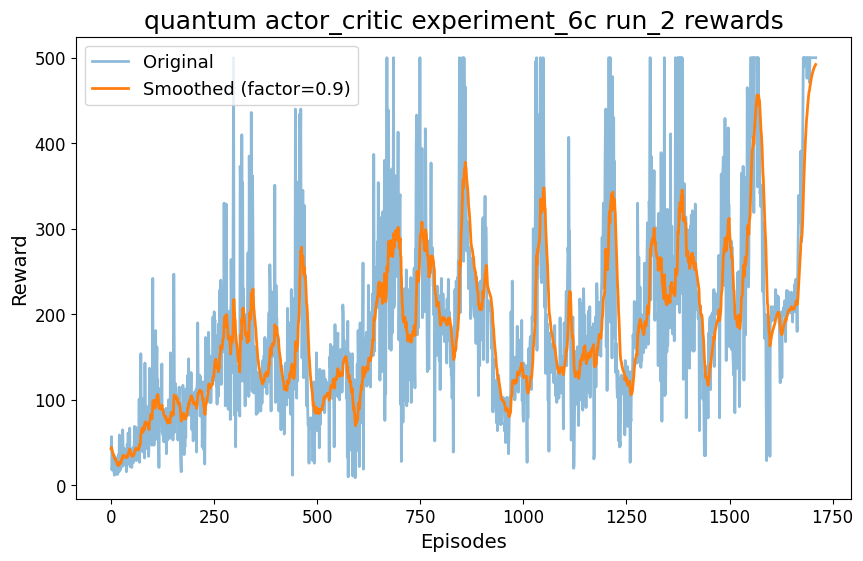 quantum actor_critic experiment_6c run_2 rewards
Original
Smoothed (factor=0.9)
500
400
300
200
100
0
Reward
0 250 500 750 1000 1250 1500 1750
Episodes